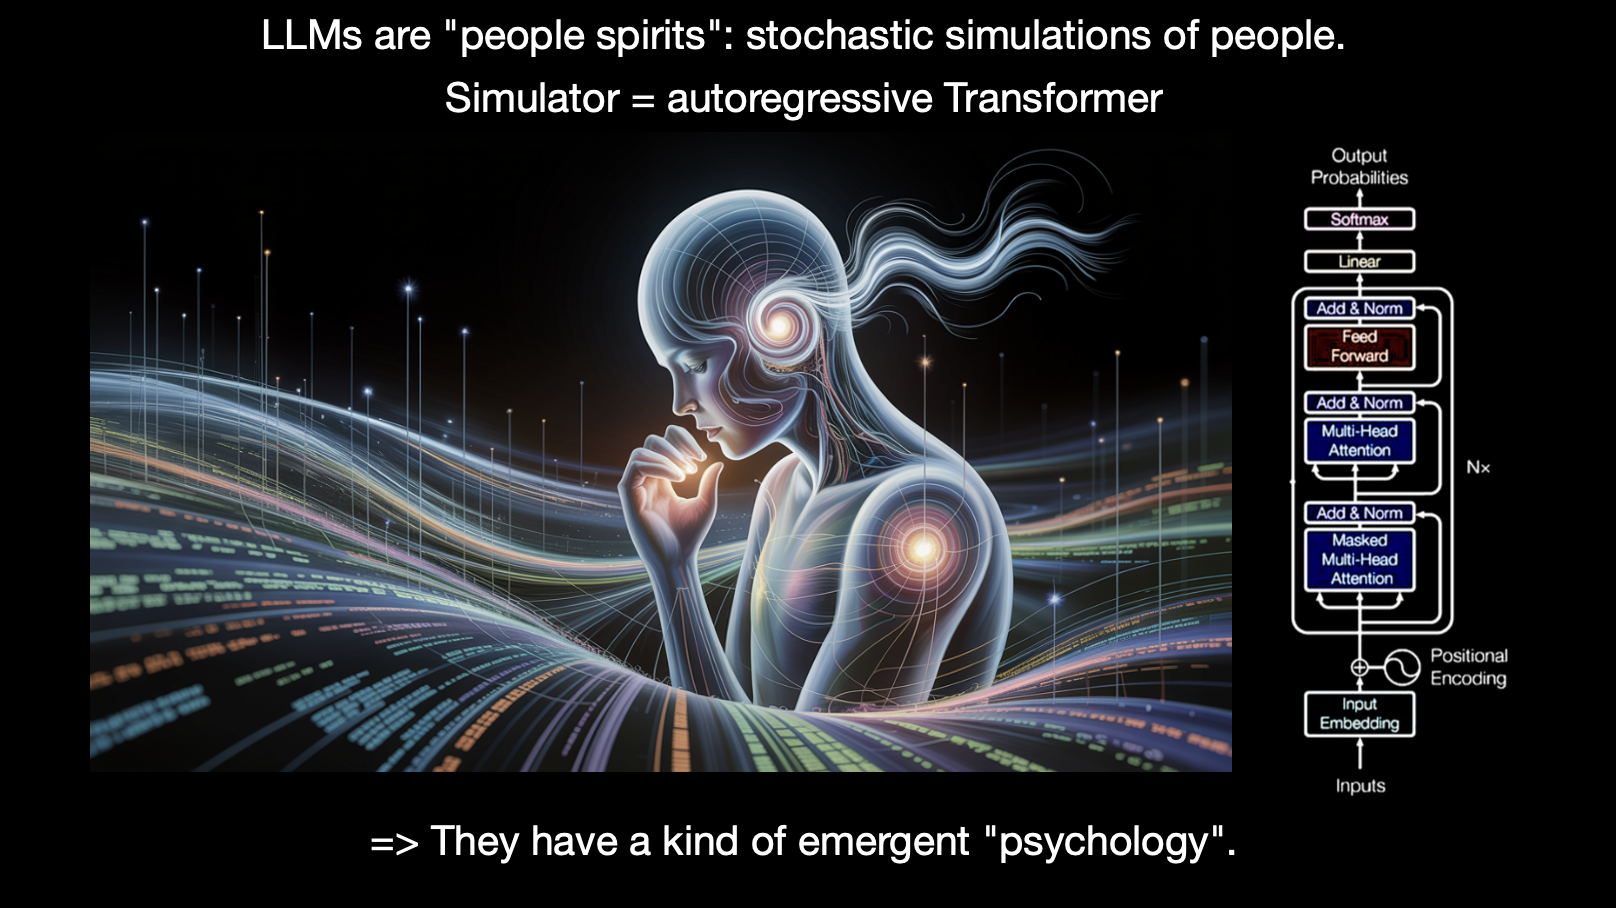 LLMs are "people spirits": stochastic simulations of people.
Simulator = autoregressive Transformer
Output
Probabilities
Softmax
Linear
Add & Norm
Feed
Forward
Add & Norm
Multi-Head
Attention
N×
Add & Norm
Masked
Multi-Head
Attention
Positional
Encoding
Input
Embedding
Inputs
=> They have a kind of emergent "psychology".